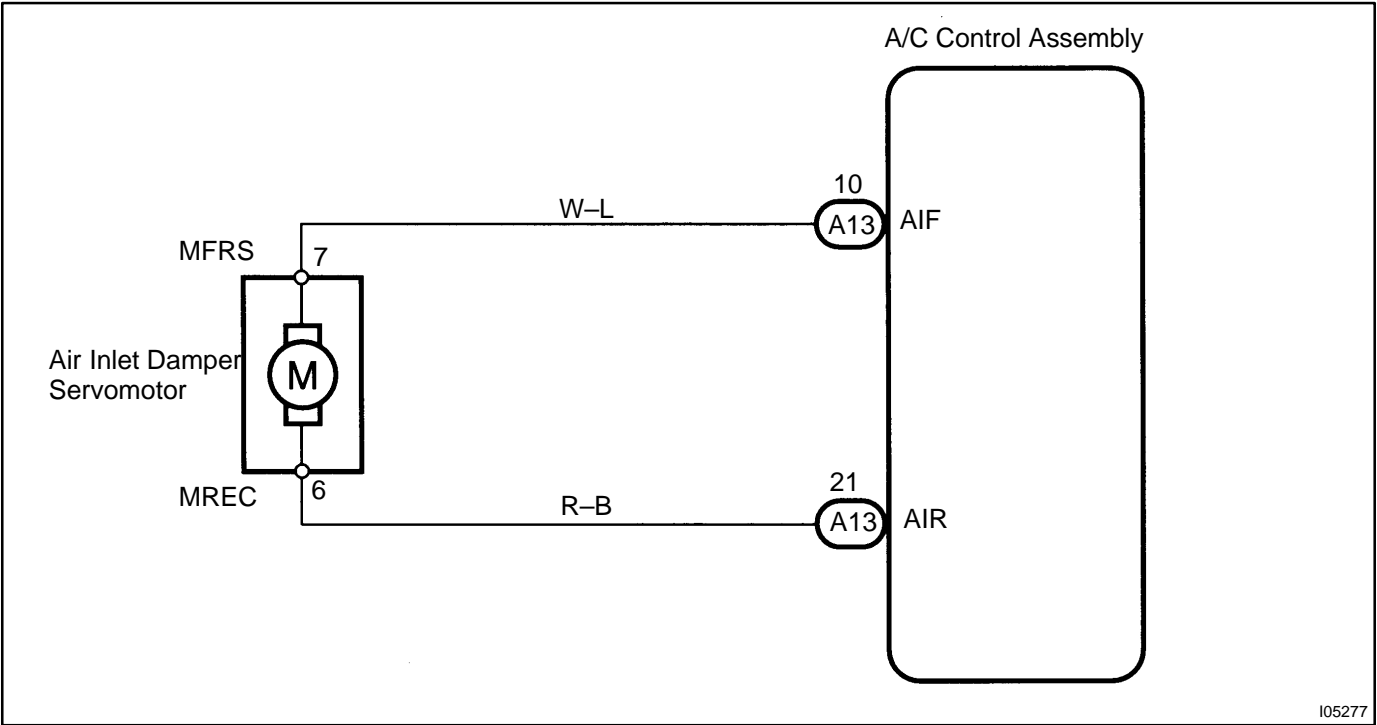 A/C Control Assembly
10
W–L
A13
AIF
MFRS
7
Air Inlet Damper
Servomotor
M
MREC
6
R–B
21
A13
AIR
I05277